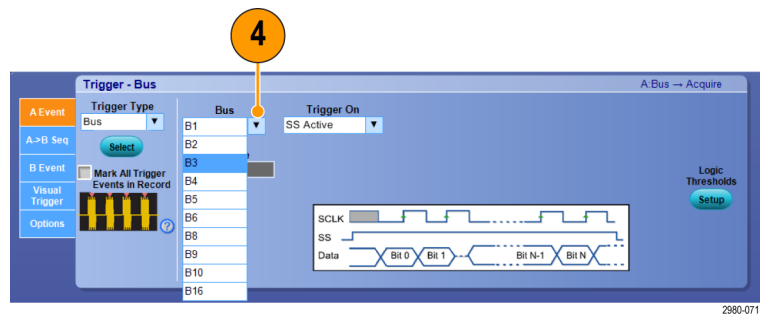 4
Trigger - Bus
A:Bus → Acquire
A Event
A->B Seq
B Event
Visual
Trigger
Options
Trigger Type
Bus
Select
Mark All Trigger
Events in Record
Bus
B1
B2
B3
B4
B5
B6
B8
B9
B10
B16
Trigger On
SS Active
SCLK
SS
Data
Bit 0
Bit 1
Bit N-1
Bit N
Logic
Thresholds
Setup
2980-071